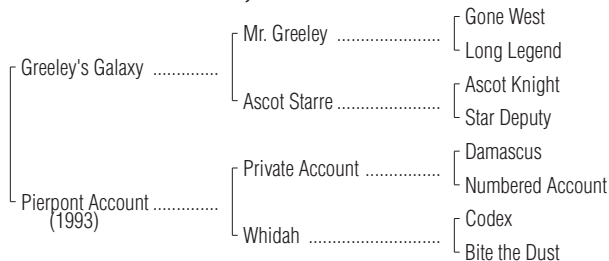 Gone West
Mr. Greeley ..................
Long Legend
Greeley's Galaxy .............
Ascot Knight
Ascot Starre ..................
Star Deputy
Damascus
Private Account ...............
Numbered Account
Pierpont Account .............
(1993)
Codex
Whidah .......................
Bite the Dust